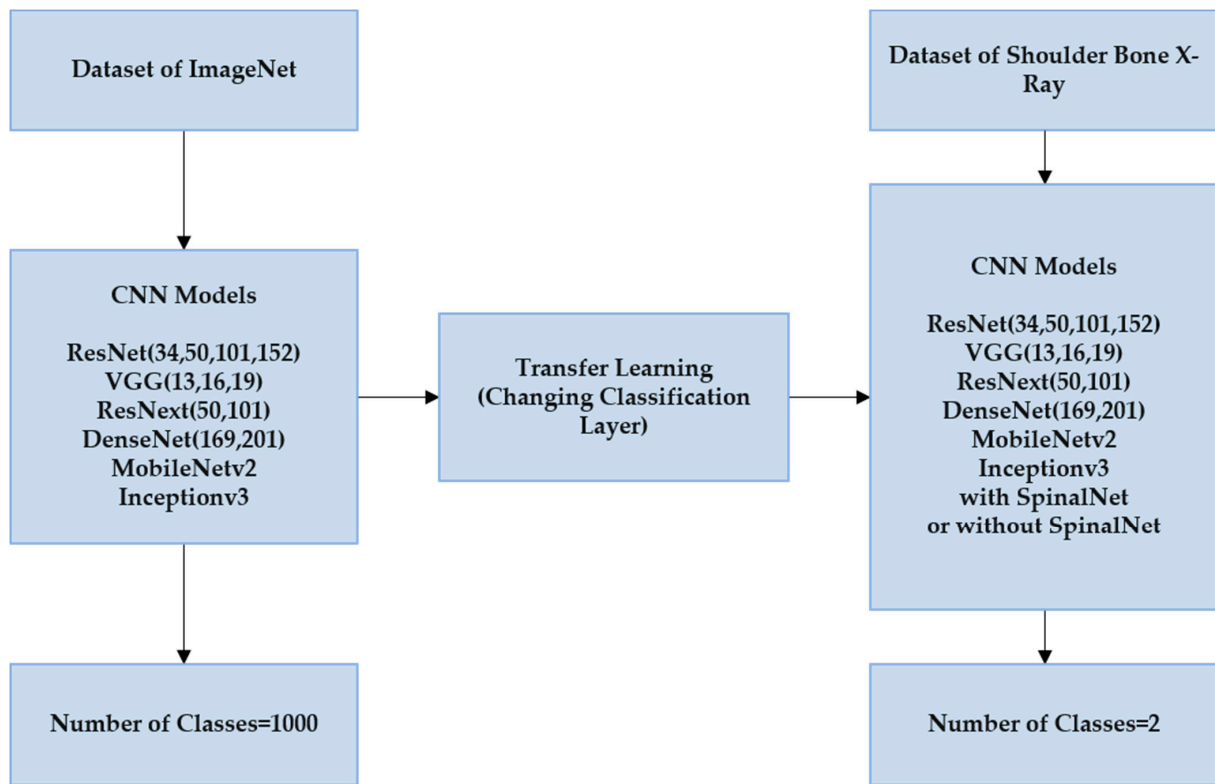 Dataset of ImageNet
CNN Models
ResNet(34,50,101,152)
VGG(13,16,19)
ResNext(50,101)
DenseNet(169,201)
MobileNetv2
Inceptionv3
Number of Classes=1000
Transfer Learning
(Changing Classification
Layer)
Dataset of Shoulder Bone X-
Ray
CNN Models
ResNet(34,50,101,152)
VGG(13,16,19)
ResNext(50,101)
DenseNet(169,201)
MobileNetv2
Inceptionv3
with SpinalNet
or without SpinalNet
Number of Classes=2